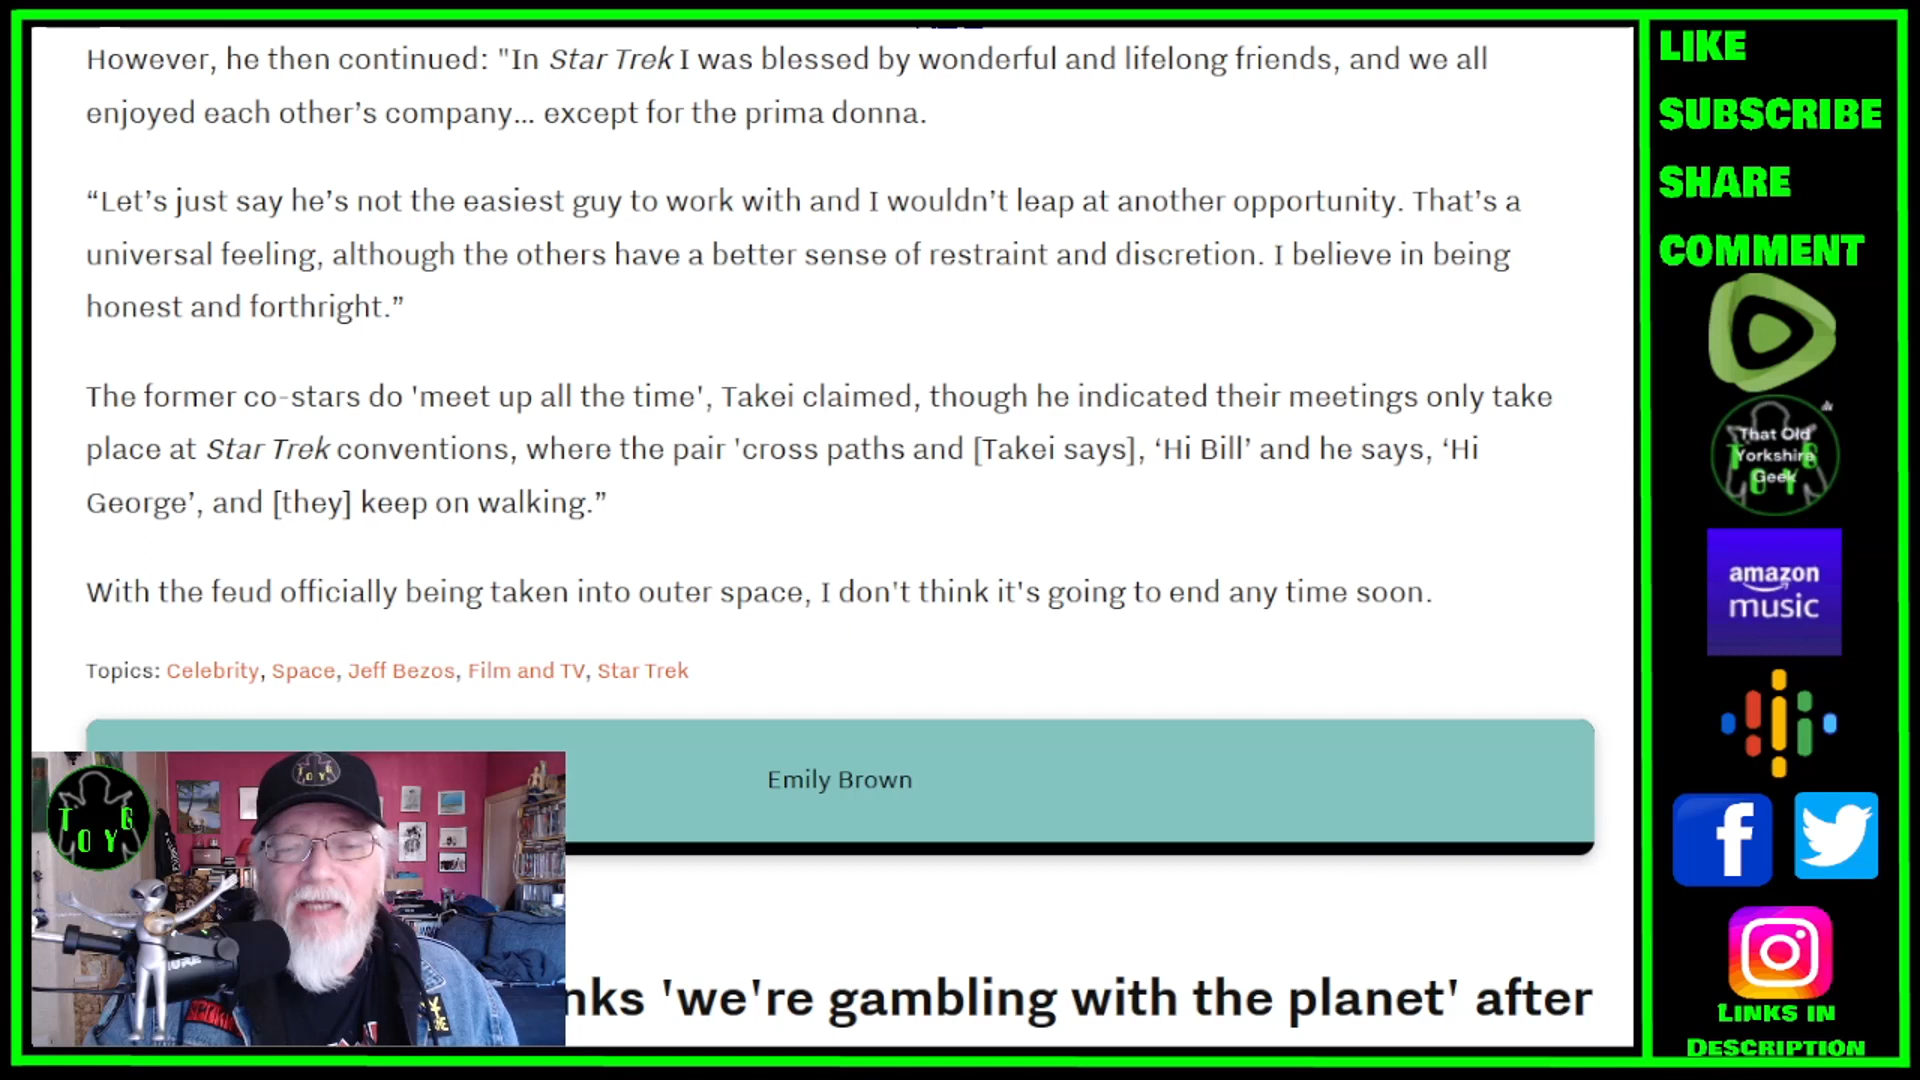 However, he then continued: "In Star Trek I was blessed by wonderful and lifelong friends, and we all
enjoyed each other’s company... except for the prima donna.
“Let’s just say he’s not the easiest guy to work with and I wouldn’t leap at another opportunity. That’s a
universal feeling, although the others have a better sense of restraint and discretion. I believe in being
honest and forthright.”
The former co-stars do 'meet up all the time', Takei claimed, though he indicated their meetings only take
place at Star Trek conventions, where the pair 'cross paths and [Takei says], ‘Hi Bill’ and he says, ‘Hi
George’, and [they] keep on walking.”
With the feud officially being taken into outer space, I don't think it's going to end any time soon.
Topics: Celebrity, Space, Jeff Bezos, Film and TV, Star Trek
Emily Brown
'we're gambling with the planet' after
TOYG
TOYG
LIKE
SUBSCRIBE
SHARE
COMMENT
That Old
Yorkshire
Geek
amazon
music
LINKS IN
DESCRIPTION